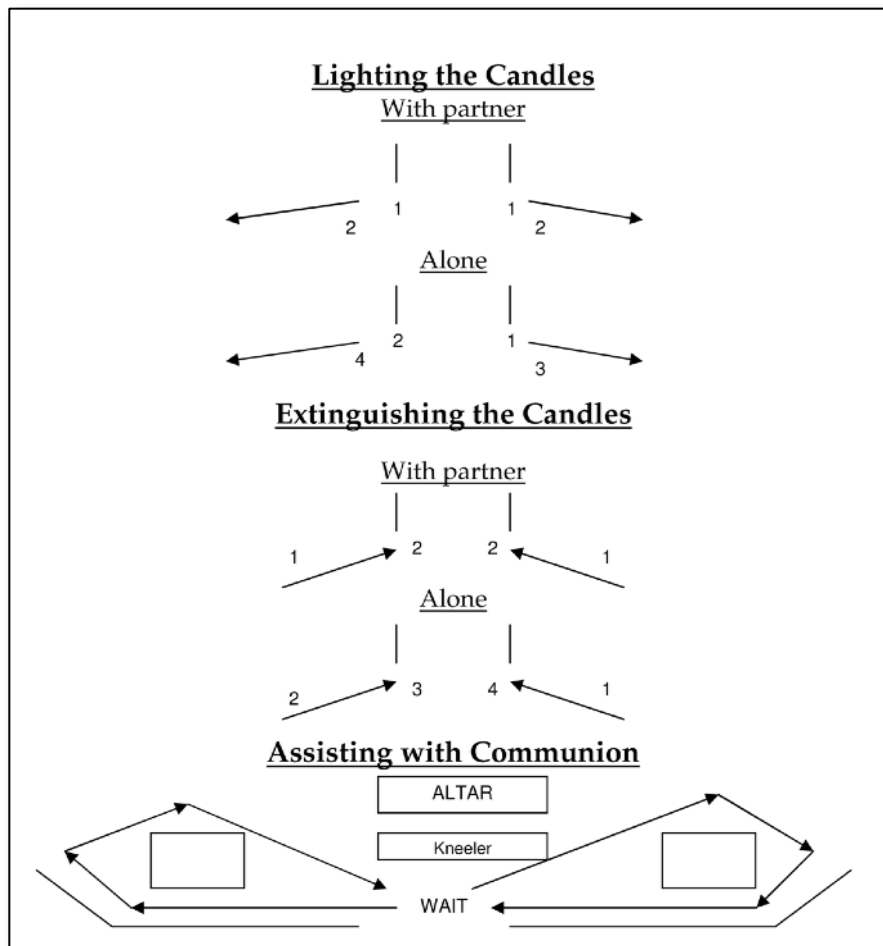 Lighting the Candles
With partner
1 1
2 2
Alone
2 1
4 3
Extinguishing the Candles
With partner
1 2 2 1
Alone
2 3 4 1
Assisting with Communion
ALTAR
Kneeler
WAIT